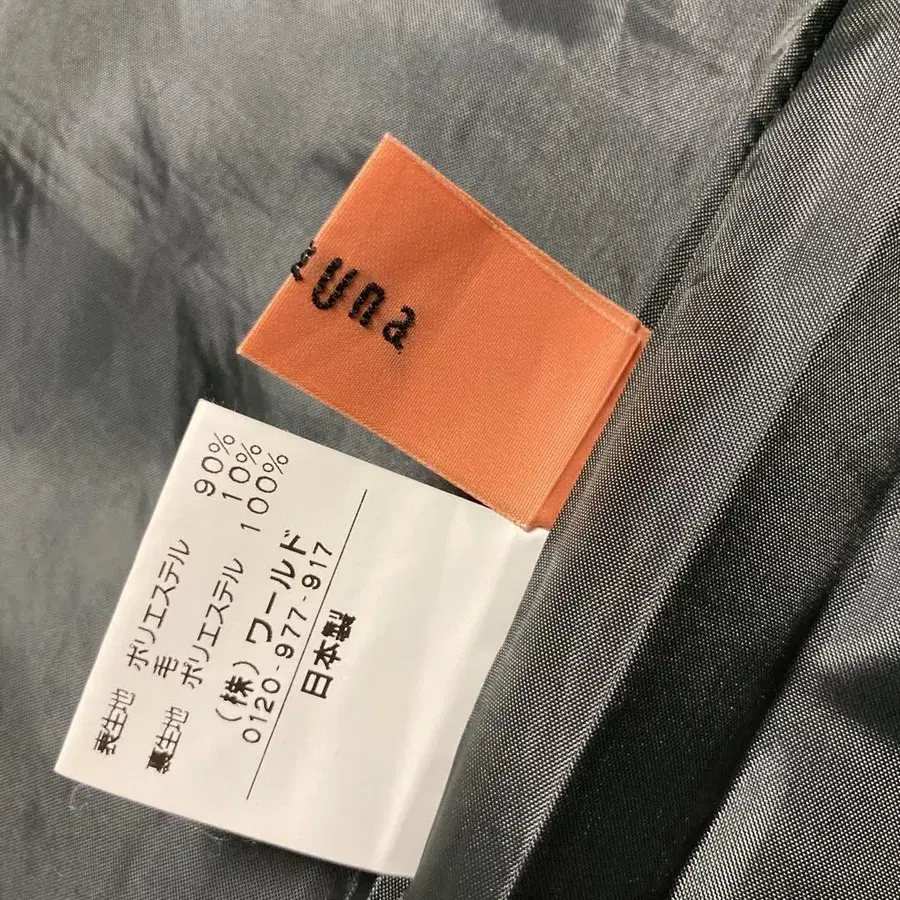 una
表生地 ポリエステル 90%
毛 10%
裏生地 ポリエステル 100%
(株)ワールド
0120-977-917
日本製